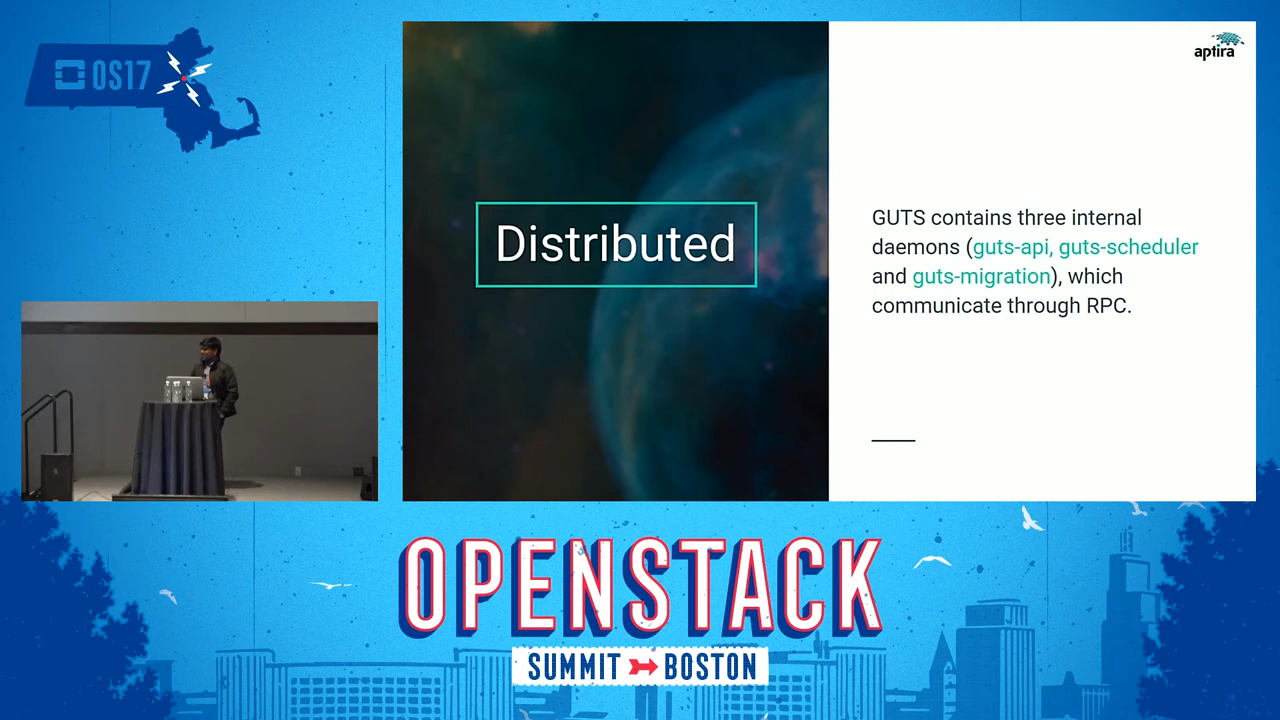 OS17
aptira
Distributed
GUTS contains three internal
daemons (guts-api, guts-scheduler
and guts-migration), which
communicate through RPC.
OPENSTACK
SUMMIT BOSTON